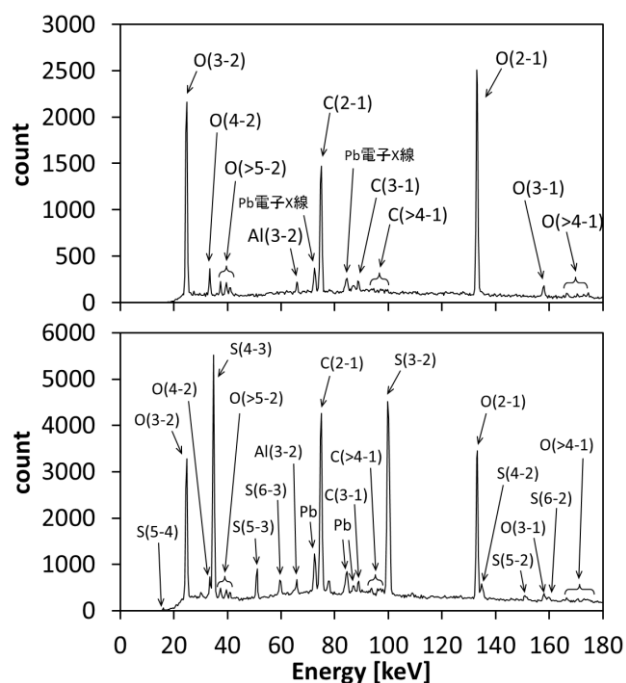 3000
2500
2000
1500
1000
500
0
count
O(3-2)
O(4-2)
O(>5-2)
Pb電子X線
Al(3-2)
C(2-1)
Pb電子X線
C(3-1)
C(>4-1)
O(2-1)
O(3-1)
O(>4-1)
6000
5000
4000
3000
2000
1000
0
count
S(4-3)
O(4-2)
O(3-2)
O(>5-2)
S(5-4)
Al(3-2)
S(6-3)
S(5-3)
Pb
C(2-1)
C(>4-1)
C(3-1)
Pb
S(3-2)
O(2-1)
S(4-2)
O(>4-1)
S(6-2)
O(3-1)
S(5-2)
0 20 40 60 80 100 120 140 160 180
Energy [keV]